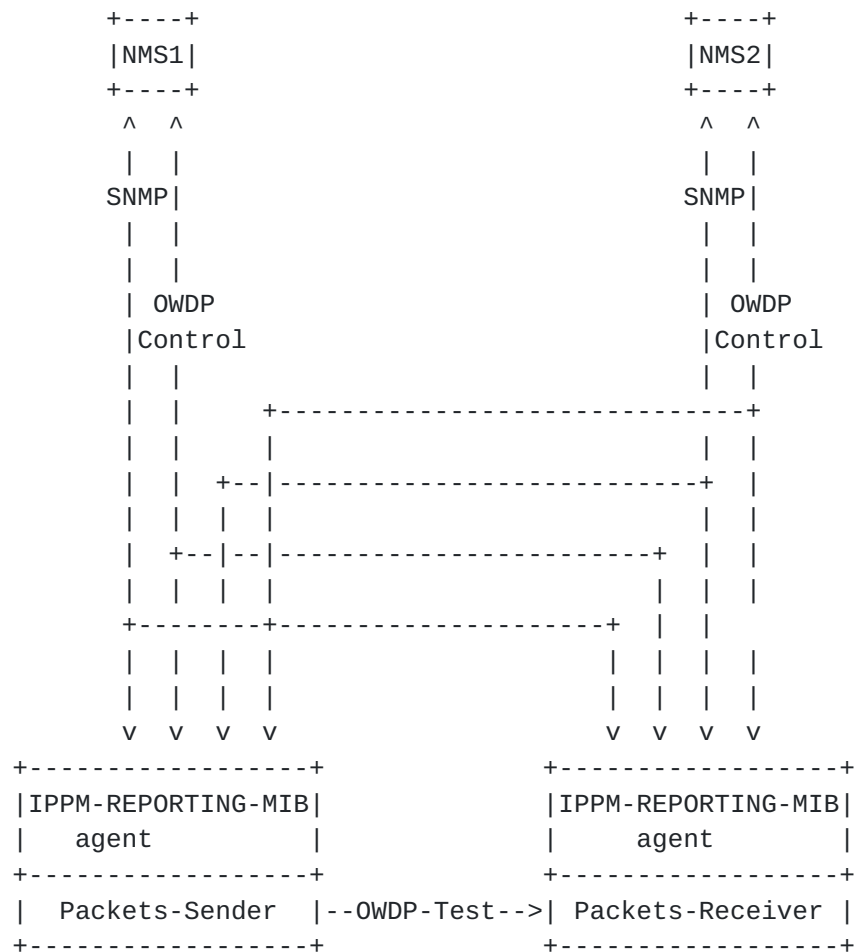 NMS1 NMS2
SNMP SNMP
OWDP OWDP
Control Control
IPPM-REPORTING-MIB IPPM-REPORTING-MIB
agent agent
Packets-Sender --OWDP-Test--> Packets-Receiver